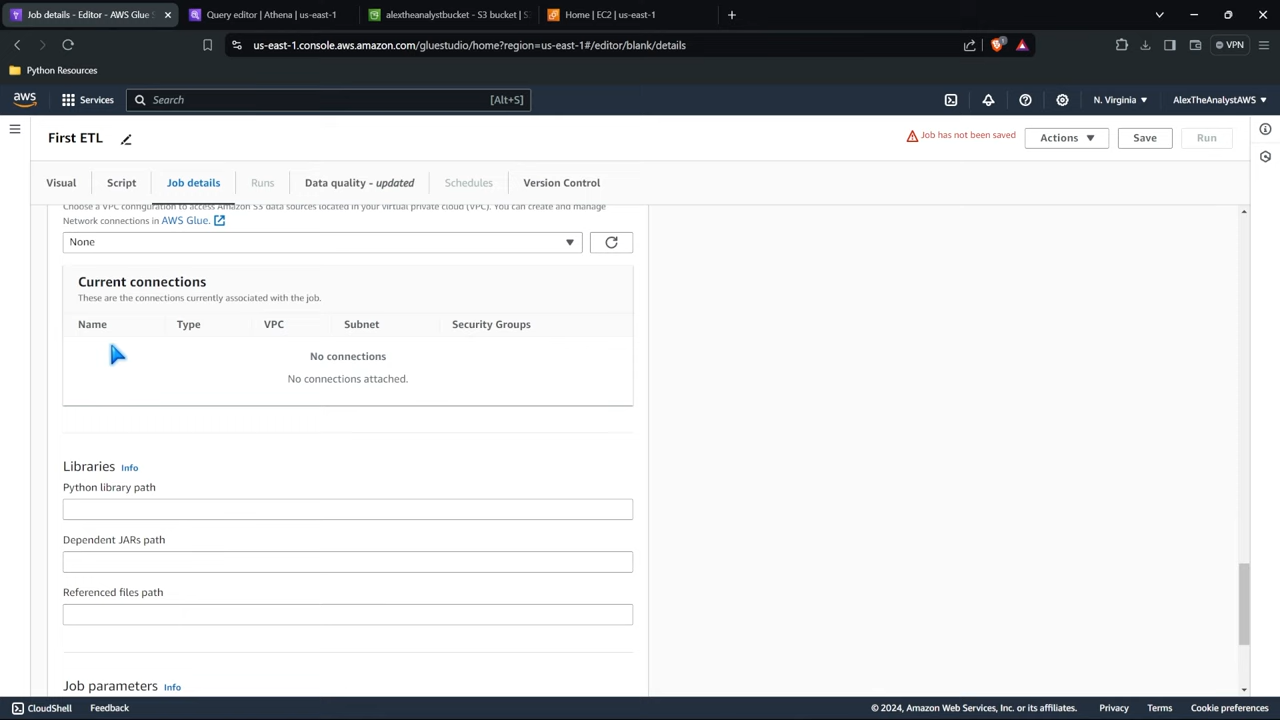 Job details - Editor - AWS Glue
Query editor | Athena | us-east-1
alextheanalystbucket - S3 bucket | S
Home | EC2 | us-east-1
us-east-1.console.aws.amazon.com/gluestudio/home?region=us-east-1#/editor/blank/details
1
VPN
Python Resources
aws
Services
Search
[Alt+S]
N. Virginia
AlexTheAnalystAWS
First ETL
Job has not been saved
Actions
Save
Run
Visual
Script
Job details
Runs
Data quality - updated
Schedules
Version Control
Choose a VPC configuration to access Amazon S3 data sources located in your virtual private cloud (VPC). You can create and manage
Network connections in AWS Glue.
None
Current connections
These are the connections currently associated with the job.
Name
Type
VPC
Subnet
Security Groups
No connections
No connections attached.
Libraries
Info
Python library path
Dependent JARs path
Referenced files path
Job parameters
Info
CloudShell
Feedback
© 2024, Amazon Web Services, Inc. or its affiliates.
Privacy
Terms
Cookie preferences